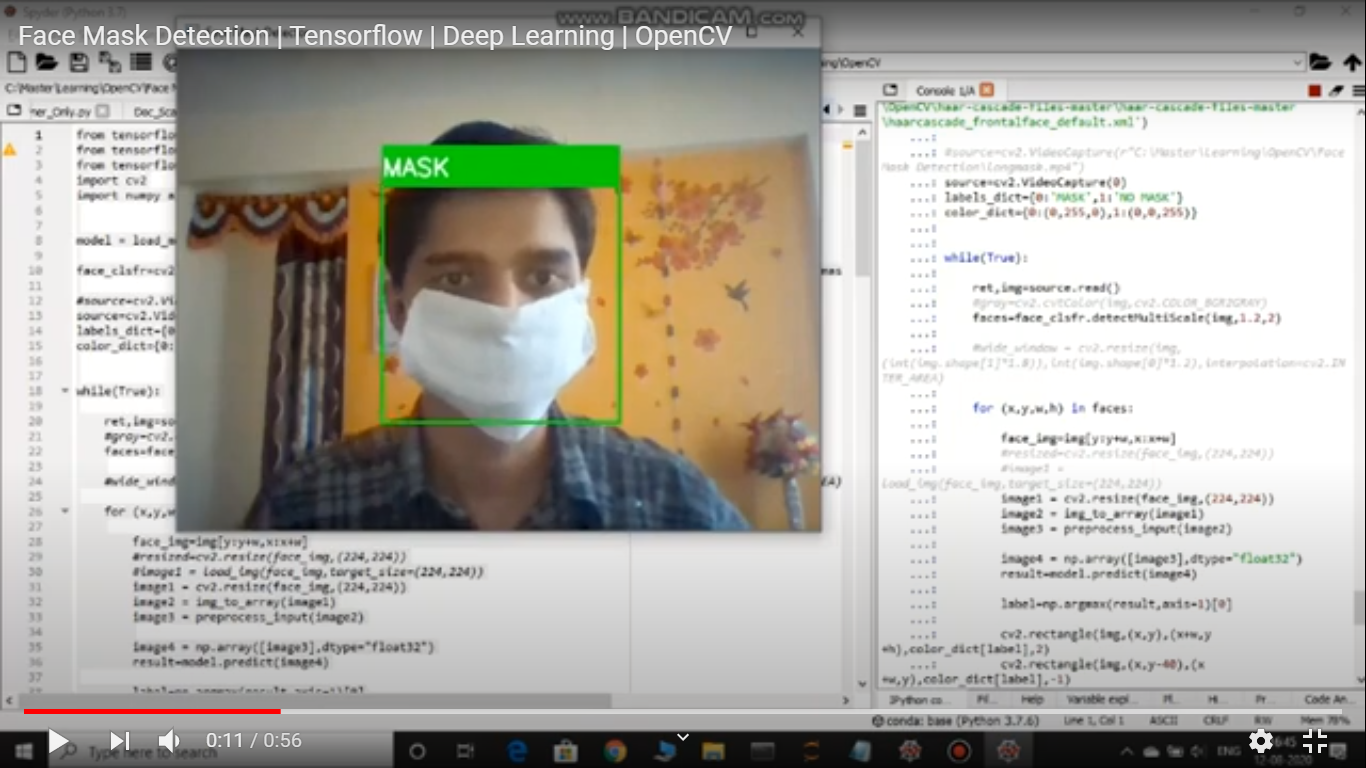 Spyder (Python 3.7)
www.BANDICAM.com
Face Mask Detection | Tensorflow | Deep Learning | OpenCV
ng\OpenCV
C:\Master\Learning\OpenCV\Face M
ner_Only.py
Doc_Sca
MASK
1 from tensorflo
2 from tensorflo
3 from tensorflo
4 import cv2
5 import numpy a
6
7
8 model = load_m
9
10 face_clsfr=cv2
11
12 #source=cv2.Vi
13 source=cv2.Vid
14 labels_dict={0
15 color_dict={0:
16
17
18 while(True):
19
20 ret,img=so
21 #gray=cv2.
22 faces=face
23
24 #wide_wind
25
26 for (x,y,w
27
28 face_img=img[y:y+w,x:x+w]
29 #resized=cv2.resize(face_img,(224,224))
30 #image1 = load_img(face_img,target_size=(224,224))
31 image1 = cv2.resize(face_img,(224,224))
32 image2 = img_to_array(image1)
33 image3 = preprocess_input(image2)
34
35 image4 = np.array([image3],dtype="float32")
36 result=model.predict(image4)
37
label=np.argmax(result,axis=1)[0]
Console 1/A
\OpenCV\haar-cascade-files-master\haar-cascade-files-master
\haarcascade_frontalface_default.xml')
...:
...: #source=cv2.VideoCapture(r"C:\Master\Learning\OpenCV\Face
Mask Detection\longmask.mp4")
...: source=cv2.VideoCapture(0)
...: labels_dict={0:'MASK',1:'NO MASK'}
...: color_dict={0:(0,255,0),1:(0,0,255)}
...:
...:
...: while(True):
...:
...: ret,img=source.read()
...: #gray=cv2.cvtColor(img,cv2.COLOR_BGR2GRAY)
...: faces=face_clsfr.detectMultiScale(img,1.2,2)
...:
...: #wide_window = cv2.resize(img,
(int(img.shape[1]*1.8)),int(img.shape[0]*1.2),interpolation=cv2.IN
TER_AREA)
...:
...: for (x,y,w,h) in faces:
...:
...: face_img=img[y:y+w,x:x+w]
...: #resized=cv2.resize(face_img,(224,224))
...: #image1 =
load_img(face_img,target_size=(224,224))
...: image1 = cv2.resize(face_img,(224,224))
...: image2 = img_to_array(image1)
...: image3 = preprocess_input(image2)
...:
...: image4 = np.array([image3],dtype="float32")
...: result=model.predict(image4)
...:
...: label=np.argmax(result,axis=1)[0]
...:
...: cv2.rectangle(img,(x,y),(x+w,y
+h),color_dict[label],2)
...: cv2.rectangle(img,(x,y-40),(x
+w,y),color_dict[label],-1)
IPython co...
Fil...
Help
Variable expl...
Pl...
Hi...
Pr...
Code An...
conda: base (Python 3.7.6)
Line 1, Col 1
ASCII
CRLF
RW
Mem 78%
Type here to search
0:11 / 0:56
ENG
12-08-2020